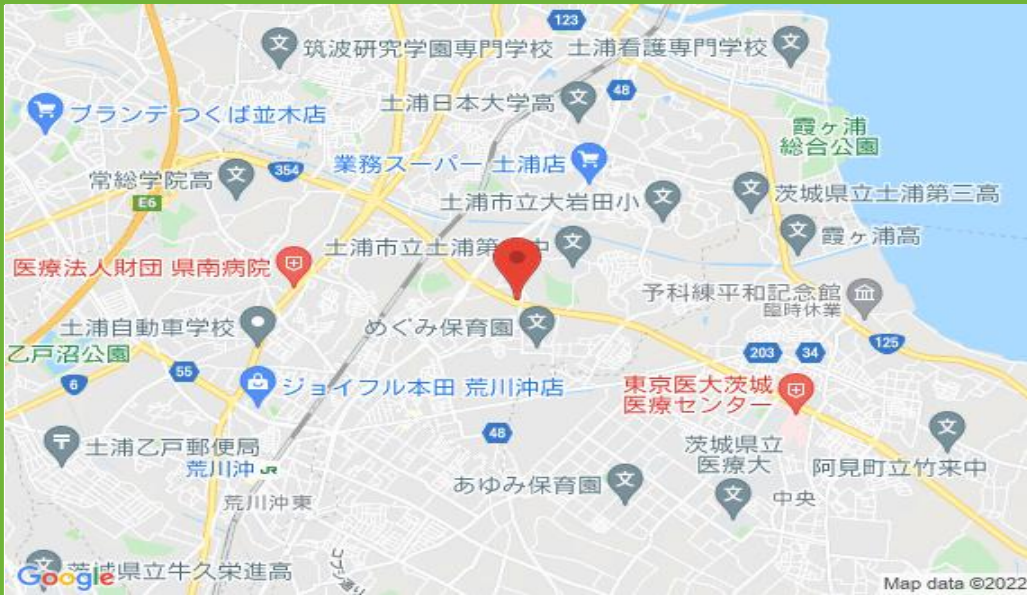 123
筑波研究学園専門学校
土浦看護専門学校
48
土浦日本大学高
ブランデ つくば並木店
霞ヶ浦
総合公園
業務スーパー 土浦店
354
常総学院高
E6
土浦市立大岩田小
茨城県立土浦第三高
霞ヶ浦高
土浦市立土浦第
中
医療法人財団 県南病院
予科練平和記念館
臨時休業
土浦自動車学校
めぐみ保育園
乙戸沼公園
125
203
34
55
6
ジョイフル本田 荒川沖店
東京医大茨城
医療センター
48
土浦乙戸郵便局
茨城県立
医療大
阿見町立竹来中
荒川沖 JR
あゆみ保育園
中央
荒川沖東
茨城県立牛久栄進高
Google
Map data ©2022